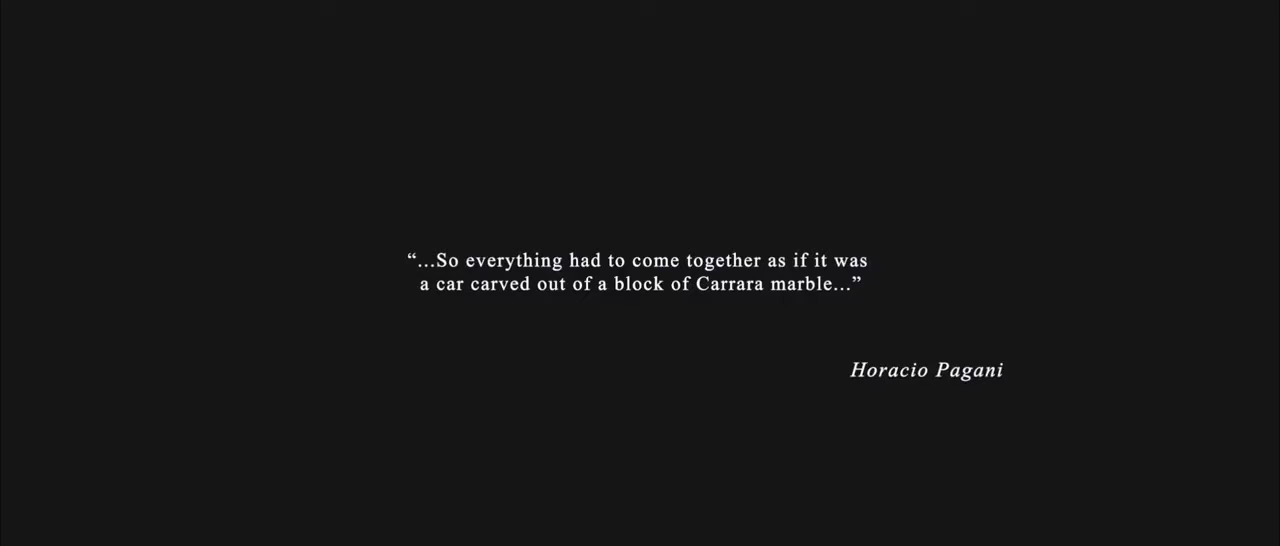 “...So everything had to come together as if it was
a car carved out of a block of Carrara marble...”
Horacio Pagani